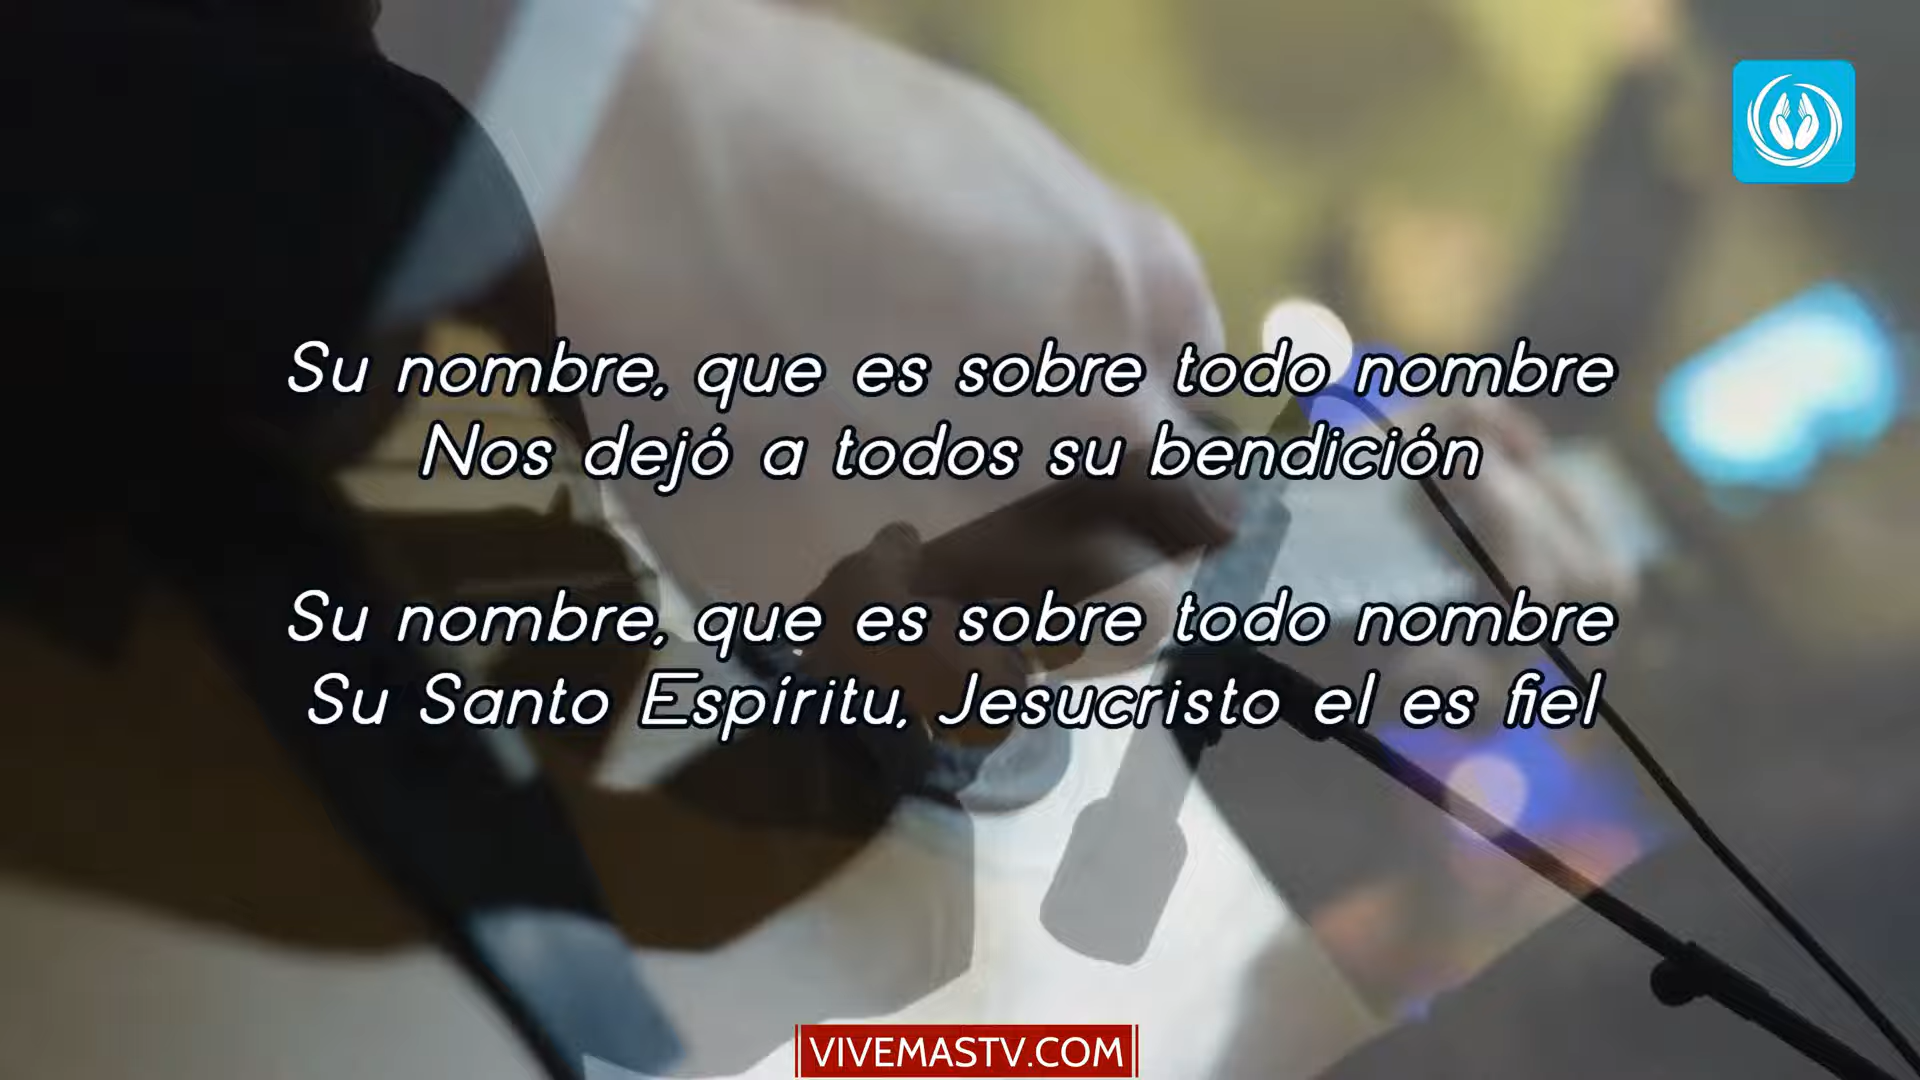 Su nombre, que es sobre todo nombre
Nos dejó a todos su bendición
Su nombre, que es sobre todo nombre
Su Santo Espíritu, Jesucristo el es fiel
VIVEMASTV.COM